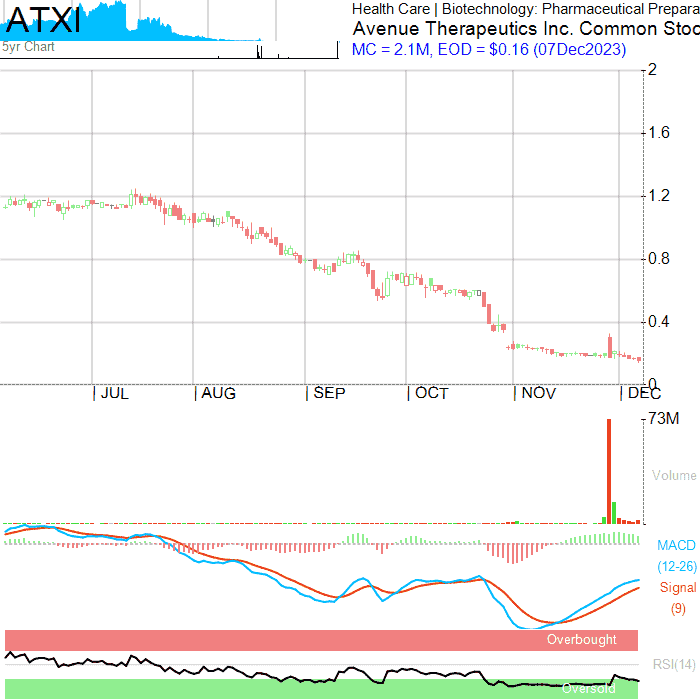 ATXI
5yr Chart
Health Care | Biotechnology: Pharmaceutical Prepara
Avenue Therapeutics Inc. Common Stoc
MC = 2.1M, EOD = $0.16 (07Dec2023)
2
1.6
1.2
0.8
0.4
0
JUL AUG SEP OCT NOV DEC
73M
Volume
MACD
(12-26)
Signal
(9)
Overbought
RSI(14)
Oversold